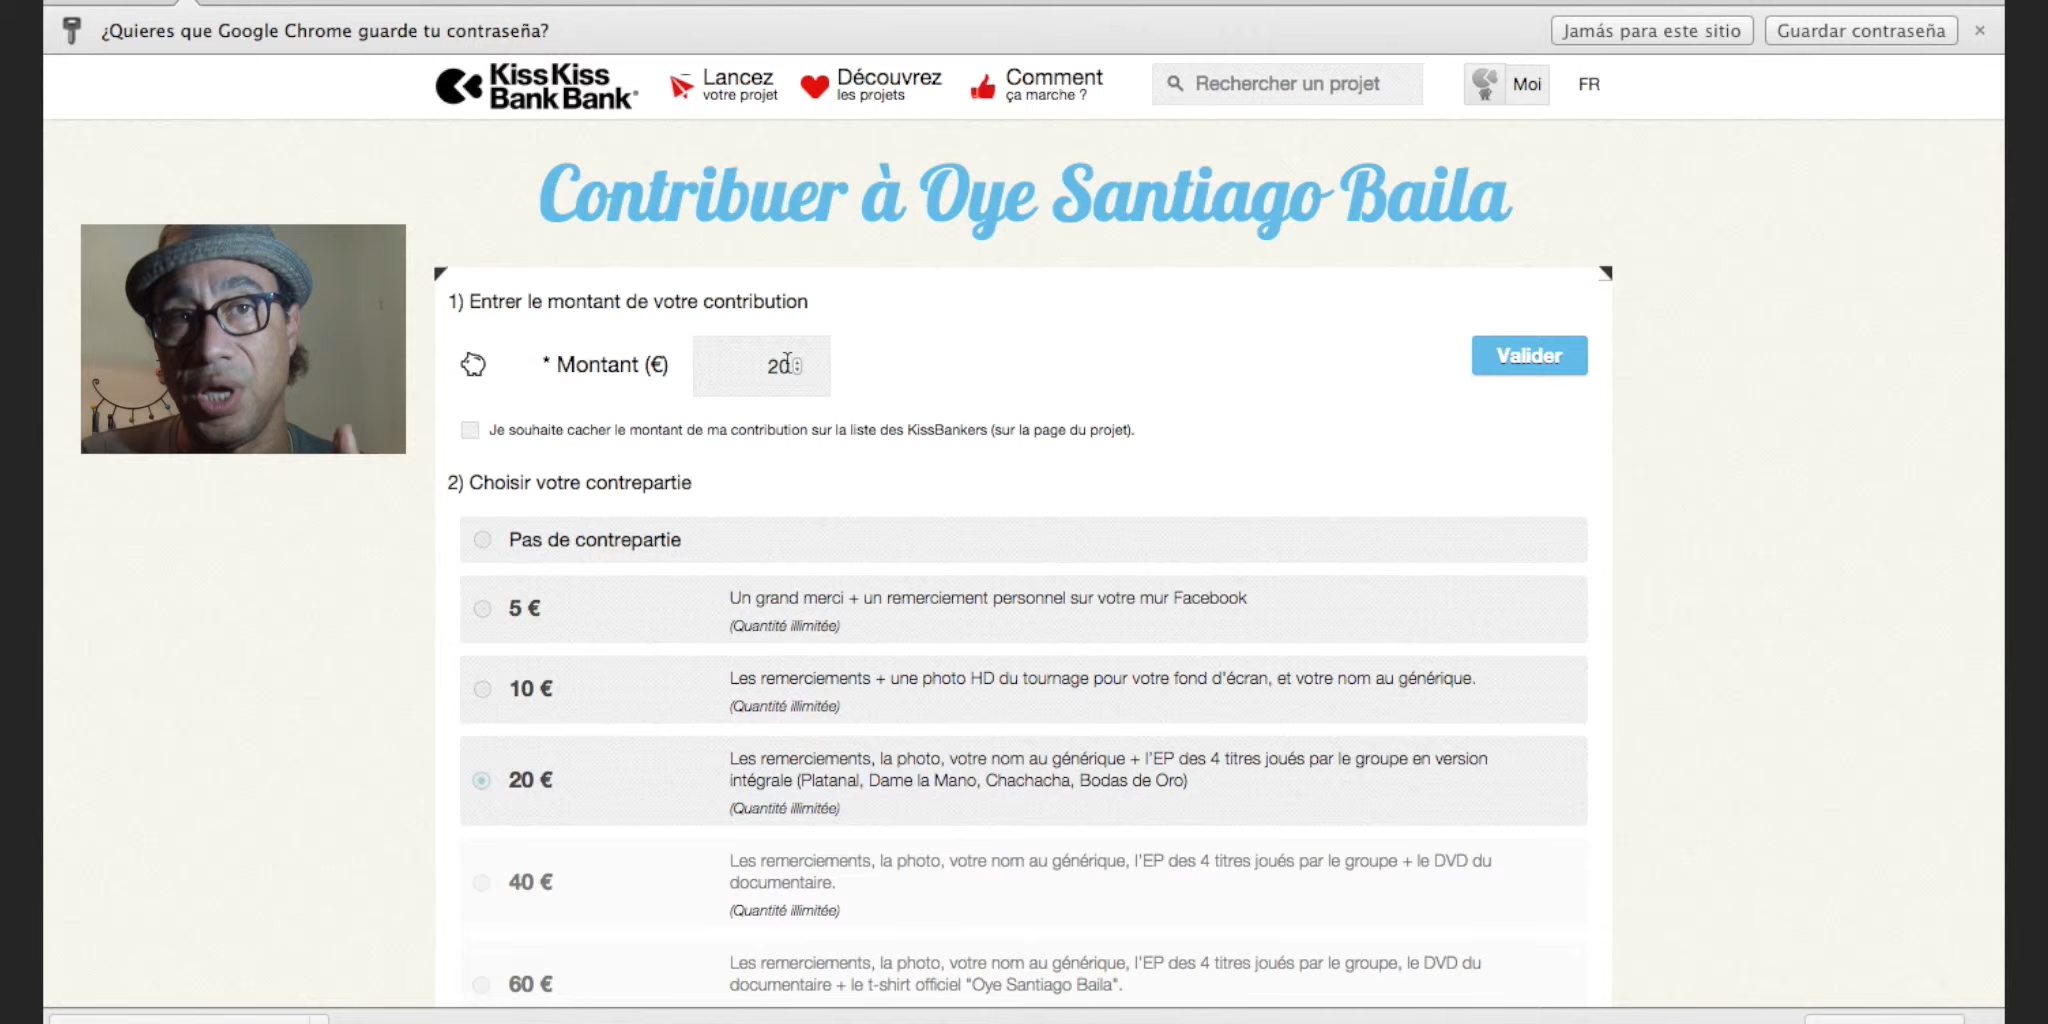 ¿Quieres que Google Chrome guarde tu contraseña?
Jamás para este sitio
Guardar contraseña
KissKiss
BankBank
Lancez
votre projet
Découvrez
les projets
Comment
ça marche ?
Rechercher un projet
Moi
FR
Contribuer à Oye Santiago Baila
1) Entrer le montant de votre contribution
* Montant (€)
20
Valider
Je souhaite cacher le montant de ma contribution sur la liste des KissBankers (sur la page du projet).
2) Choisir votre contrepartie
Pas de contrepartie
5 €
Un grand merci + un remerciement personnel sur votre mur Facebook
(Quantité illimitée)
10 €
Les remerciements + une photo HD du tournage pour votre fond d'écran, et votre nom au générique.
(Quantité illimitée)
20 €
Les remerciements, la photo, votre nom au générique + l'EP des 4 titres joués par le groupe en version
intégrale (Platanal, Dame la Mano, Chachacha, Bodas de Oro)
(Quantité illimitée)
40 €
Les remerciements, la photo, votre nom au générique, l'EP des 4 titres joués par le groupe + le DVD du
documentaire.
(Quantité illimitée)
60 €
Les remerciements, la photo, votre nom au générique, l'EP des 4 titres joués par le groupe, le DVD du
documentaire + le t-shirt officiel "Oye Santiago Baila".